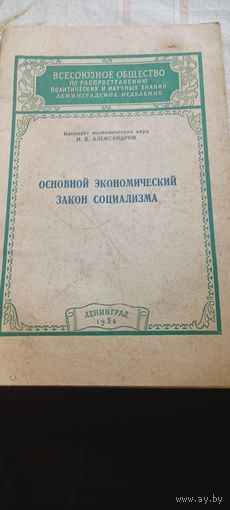 ВСЕСОЮЗНОЕ ОБЩЕСТВО
ПО РАСПРОСТРАНЕНИЮ
ПОЛИТИЧЕСКИХ И НАУЧНЫХ ЗНАНИЙ
ЛЕНИНГРАДСКОЕ ОТДЕЛЕНИЕ
Кандидат экономических наук
Н. К. АЛЕКСАНДРОВ
ОСНОВНОЙ ЭКОНОМИЧЕСКИЙ
ЗАКОН СОЦИАЛИЗМА
ЛЕНИНГРАД
1954
www.ay.by